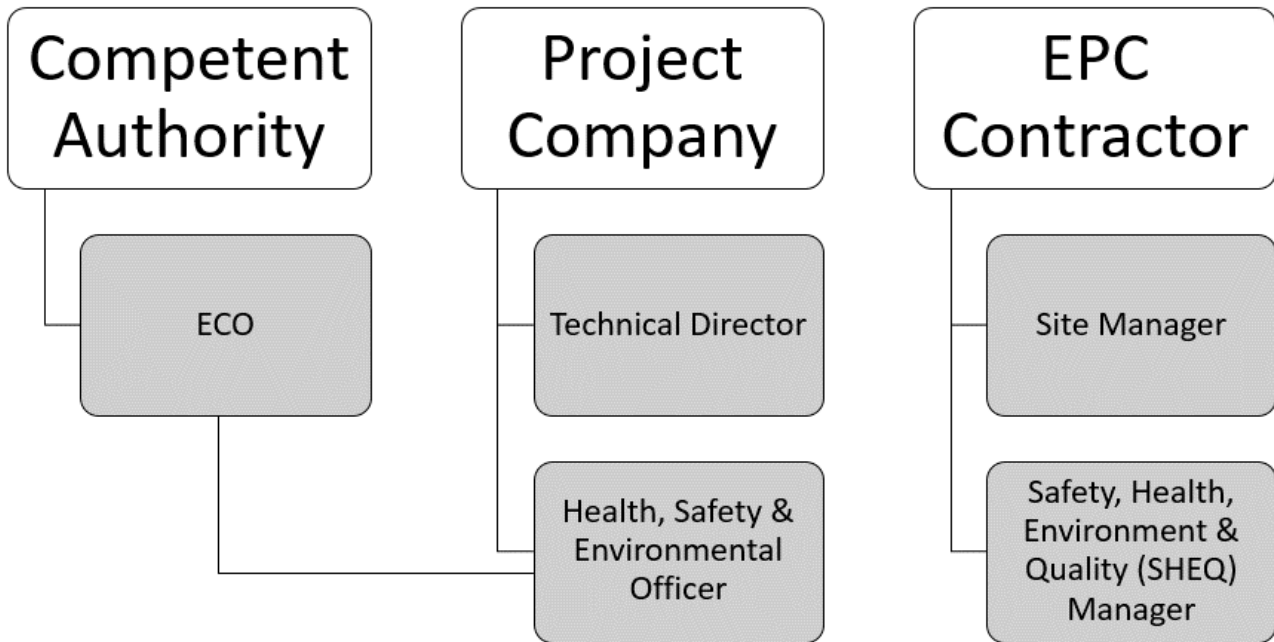 Competent
Authority
Project
Company
EPC
Contractor
ECO
Technical Director
Site Manager
Health, Safety &
Environmental
Officer
Safety, Health,
Environment &
Quality (SHEQ)
Manager